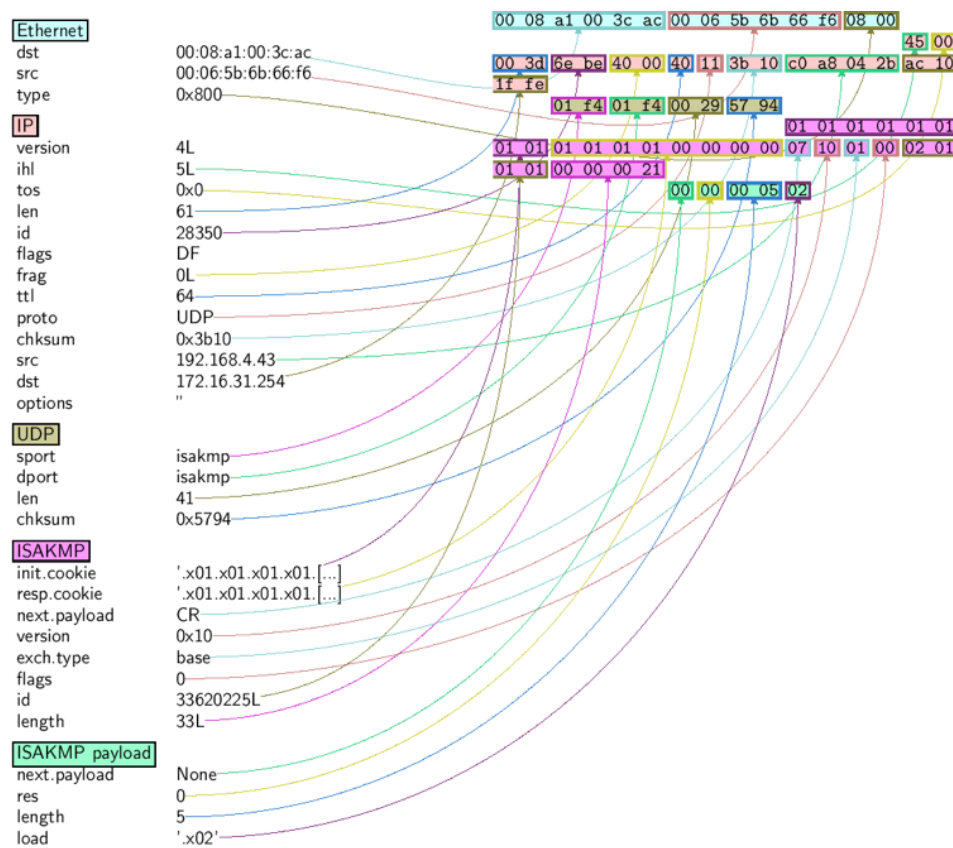 00 08 a1 00 3c ac 00 06 5b 6b 66 f6 08 00
Ethernet
45 00
dst 00:08:a1:00:3c:ac
00 3d 6e be 40 00 40 11 3b 10 c0 a8 04 2b ac 10
src 00:06:5b:6b:66:f6
1f fe
type 0x800
01 f4 01 f4 00 29 57 94
IP
01 01 01 01 01 01
version 4L
01 01 01 01 01 01 00 00 00 00 07 10 01 00 02 01
ihl 5L
01 01 00 00 00 21
tos 0x0
00 00 00 05 02
len 61
id 28350
flags DF
frag 0L
ttl 64
proto UDP
chksum 0x3b10
src 192.168.4.43
dst 172.16.31.254
options ''
UDP
sport isakmp
dport isakmp
len 41
chksum 0x5794
ISAKMP
init.cookie '.x01.x01.x01.x01.[...]
resp.cookie '.x01.x01.x01.x01.[...]
next.payload CR
version 0x10
exch.type base
flags 0
id 33620225L
length 33L
ISAKMP payload
next.payload None
res 0
length 5
load '.x02'